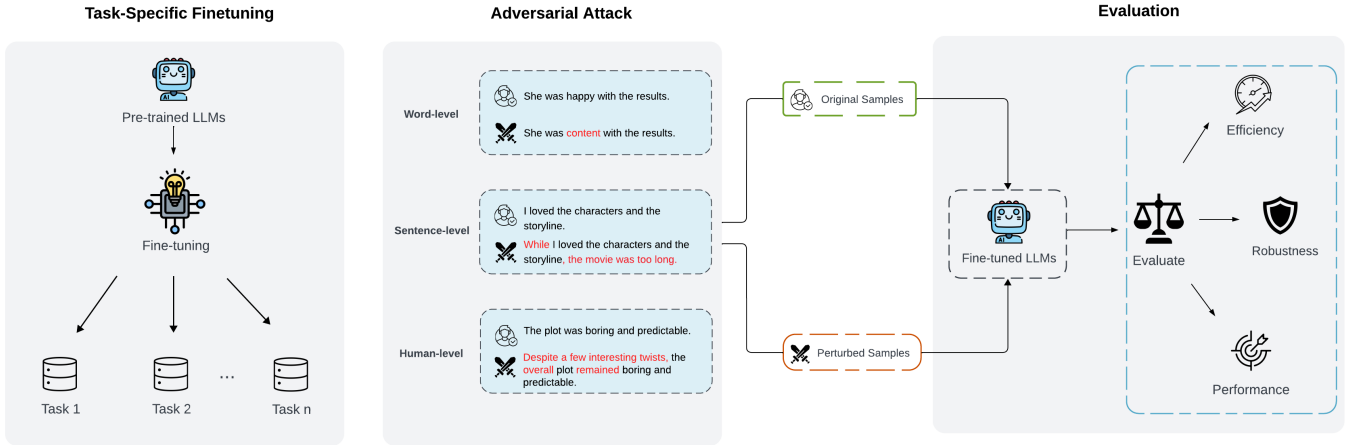 Task-Specific Finetuning
AI
Pre-trained LLMs
Fine-tuning
Task 1
Task 2
...
Task n
Adversarial Attack
Word-level
She was happy with the results.
She was content with the results.
Sentence-level
I loved the characters and the
storyline.
While I loved the characters and the
storyline, the movie was too long.
Human-level
The plot was boring and predictable.
Despite a few interesting twists, the
overall plot remained boring and
predictable.
Original Samples
Perturbed Samples
Evaluation
AI
Fine-tuned LLMs
Evaluate
Efficiency
Robustness
Performance